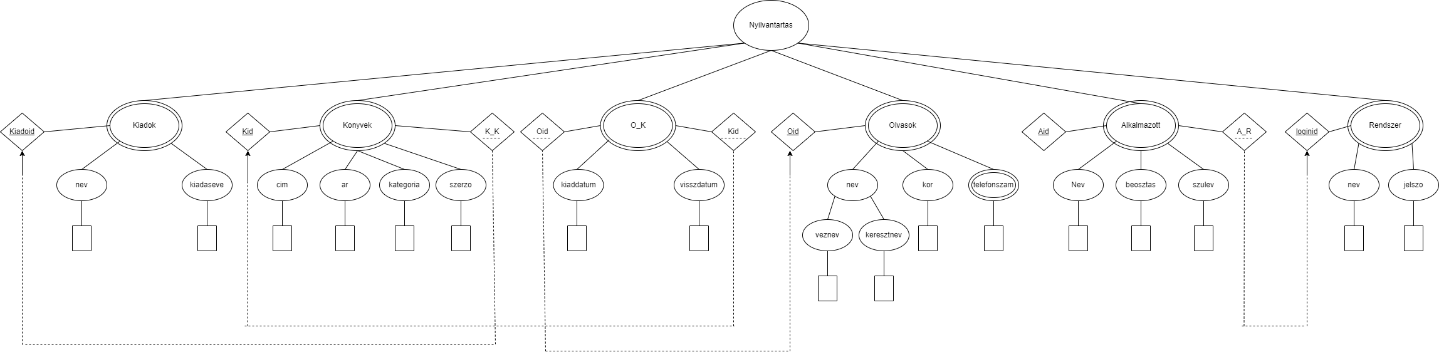 Nyilvantartas
Kiadoid
Kiadok
Kid
Konyvek
K_K
Oid
O_K
Kid
Oid
Olvasok
Aid
Alkalmazott
A_R
loginid
Rendszer
nev
kiadaseve
cim
ar
kategoria
szerzo
kiaddatum
visszdatum
nev
kor
telefonszam
Nev
beosztas
szulev
nev
jelszo
veznev
keresztnev